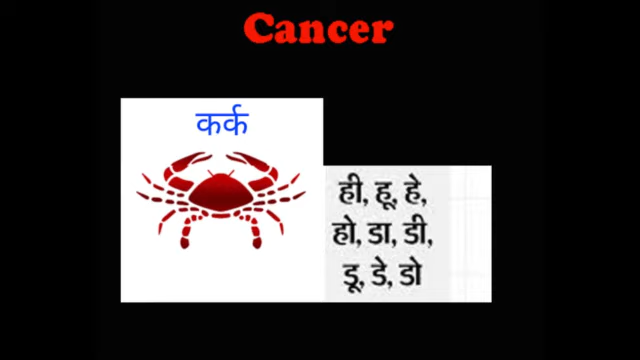 Cancer
कर्क
ही, हू, हे,
हो, डा, डी,
डू, डे, डो